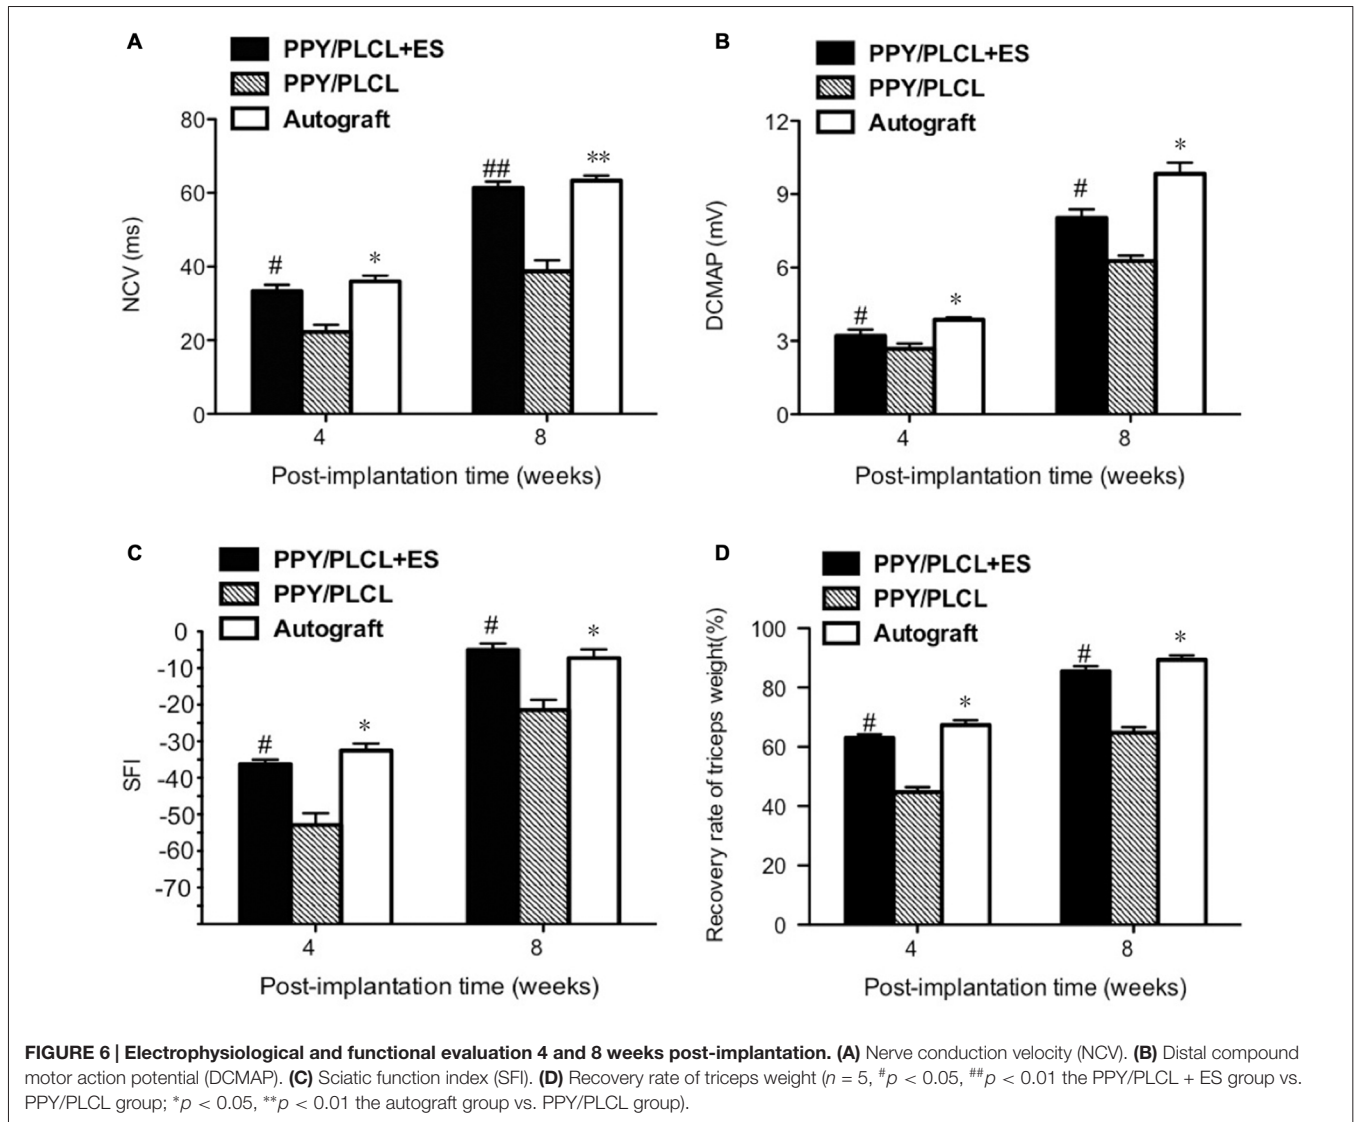 A
PPY/PLCL+ES
PPY/PLCL
Autograft
80
60
40
20
0
NCV (ms)
#
*
##
**
4
8
Post-implantation time (weeks)
B
PPY/PLCL+ES
PPY/PLCL
Autograft
12
9
6
3
0
DCMAP (mV)
#
*
#
*
4
8
Post-implantation time (weeks)
C
PPY/PLCL+ES
PPY/PLCL
Autograft
0
-10
-20
-30
-40
-50
-60
-70
SFI
#
*
#
*
4
8
Post-implantation time (weeks)
D
PPY/PLCL+ES
PPY/PLCL
Autograft
100
80
60
40
20
0
Recovery rate of triceps weight(%)
#
*
#
*
4
8
Post-implantation time (weeks)
FIGURE 6 | Electrophysiological and functional evaluation 4 and 8 weeks post-implantation. (A) Nerve conduction velocity (NCV). (B) Distal compound
motor action potential (DCMAP). (C) Sciatic function index (SFI). (D) Recovery rate of triceps weight (n = 5, #p < 0.05, ##p < 0.01 the PPY/PLCL + ES group vs.
PPY/PLCL group; *p < 0.05, **p < 0.01 the autograft group vs. PPY/PLCL group).